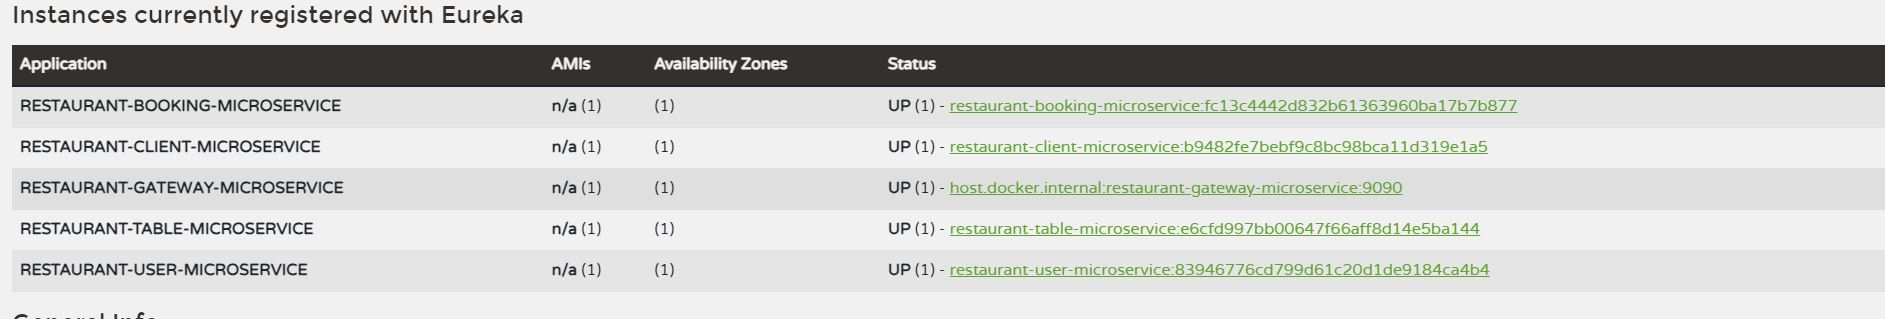 Instances currently registered with Eureka
Application AMIs Availability Zones Status
RESTAURANT-BOOKING-MICROSERVICE n/a (1) (1) UP (1) - restaurant-booking-microservice:fc13c4442d832b61363960ba17b7b877
RESTAURANT-CLIENT-MICROSERVICE n/a (1) (1) UP (1) - restaurant-client-microservice:b9482fe7bebf9c8bc98bca11d319e1a5
RESTAURANT-GATEWAY-MICROSERVICE n/a (1) (1) UP (1) - host.docker.internal:restaurant-gateway-microservice:9090
RESTAURANT-TABLE-MICROSERVICE n/a (1) (1) UP (1) - restaurant-table-microservice:e6cfd997bb00647f66aff8d14e5ba144
RESTAURANT-USER-MICROSERVICE n/a (1) (1) UP (1) - restaurant-user-microservice:83946776cd799d61c20d1de9184ca4b4
General Info